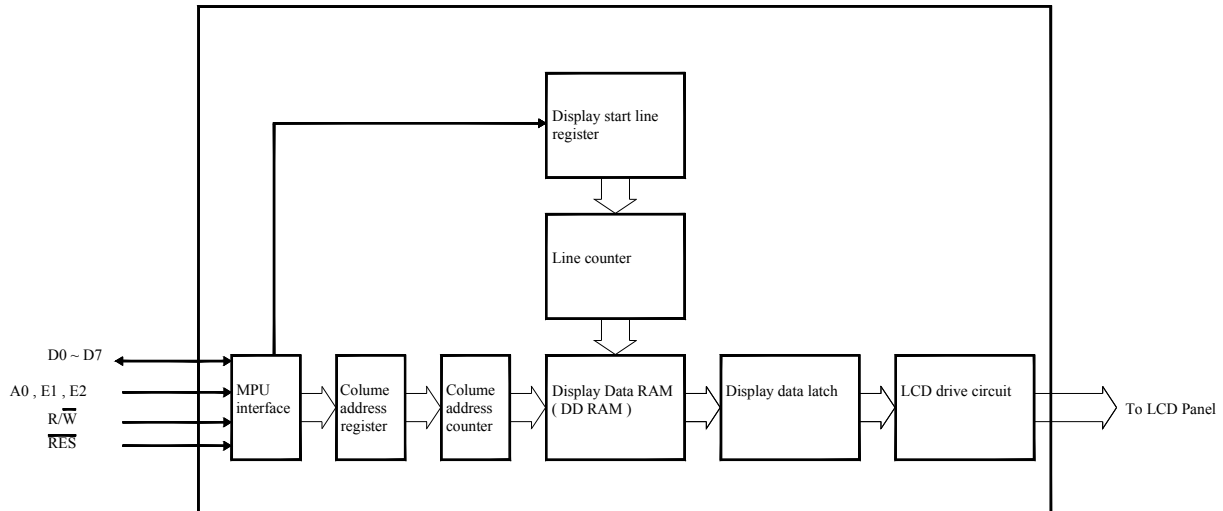 Display start line
register
Line counter
D0 ~ D7
A0 , E1 , E2
R/W̅
R̅E̅S̅
MPU
interface
Colume
address
register
Colume
address
counter
Display Data RAM
( DD RAM )
Display data latch
LCD drive circuit
To LCD Panel